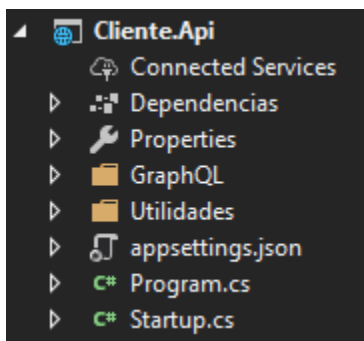 Cliente.Api
Connected Services
Dependencias
Properties
GraphQL
Utilidades
appsettings.json
C# Program.cs
C# Startup.cs